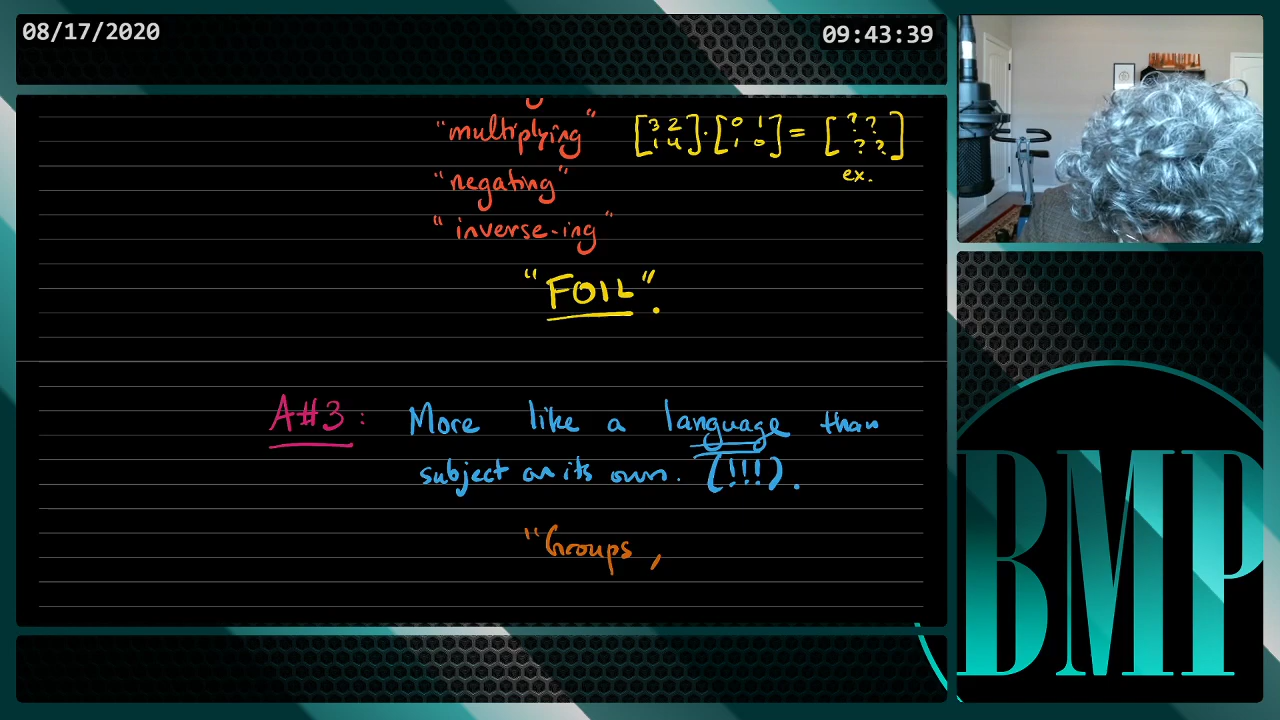 08/17/2020
09:43:39
"multiplying" [3 2 1 4] · [0 1 1 0] = [? ? ? ?]
ex.
"negating"
"inverse-ing"
"FOIL".
A#3: More like a language than
subject on its own. (!!!).
"Groups,
BMP